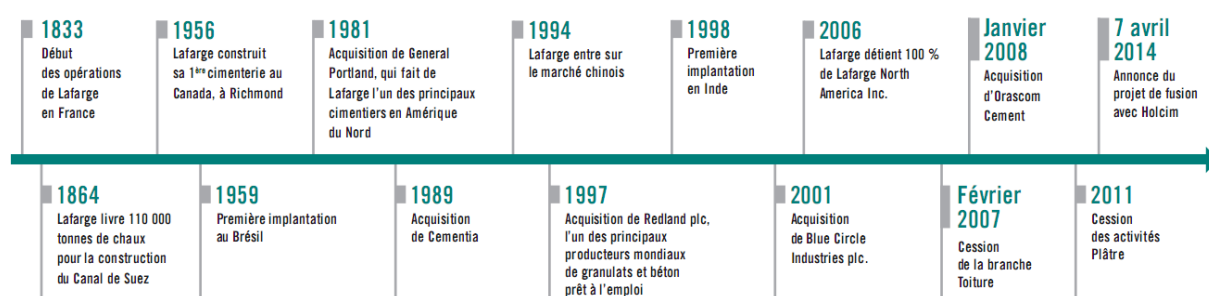 1833
Début
des opérations
de Lafarge
en France
1956
Lafarge construit
sa 1ère cimenterie au
Canada, à Richmond
1981
Acquisition de General
Portland, qui fait de
Lafarge l'un des principaux
cimentiers en Amérique
du Nord
1994
Lafarge entre sur
le marché chinois
1998
Première
implantation
en Inde
2006
Lafarge détient 100 %
de Lafarge North
America Inc.
Janvier
2008
Acquisition
d'Orascom
Cement
7 avril
2014
Annonce du
projet de fusion
avec Holcim
1864
Lafarge livre 110 000
tonnes de chaux
pour la construction
du Canal de Suez
1959
Première implantation
au Brésil
1989
Acquisition
de Cementia
1997
Acquisition de Redland plc,
l'un des principaux
producteurs mondiaux
de granulats et béton
prêt à l'emploi
2001
Acquisition
de Blue Circle
Industries plc.
Février
2007
Cession
de la branche
Toiture
2011
Cession
des activités
Plâtre